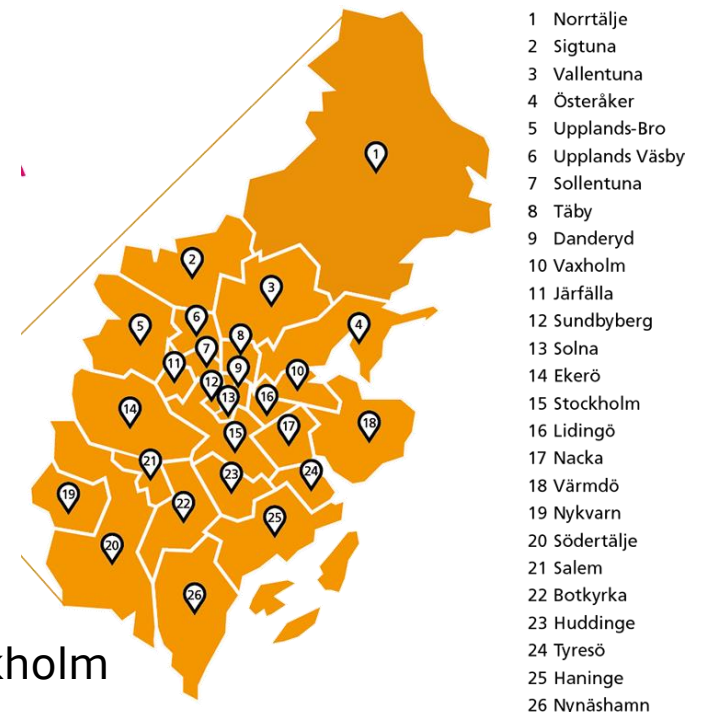 1 Norrtälje
2 Sigtuna
3 Vallentuna
4 Österåker
5 Upplands-Bro
6 Upplands Väsby
7 Sollentuna
8 Täby
9 Danderyd
10 Vaxholm
11 Järfälla
12 Sundbyberg
13 Solna
14 Ekerö
15 Stockholm
16 Lidingö
17 Nacka
18 Värmdö
19 Nykvarn
20 Södertälje
21 Salem
22 Botkyrka
23 Huddinge
24 Tyresö
25 Haninge
26 Nynäshamn
1
2
3
6
5
4
8
7
11
9
10
12
16
13
14
18
17
15
21
24
23
19
22
25
20
26
kholm